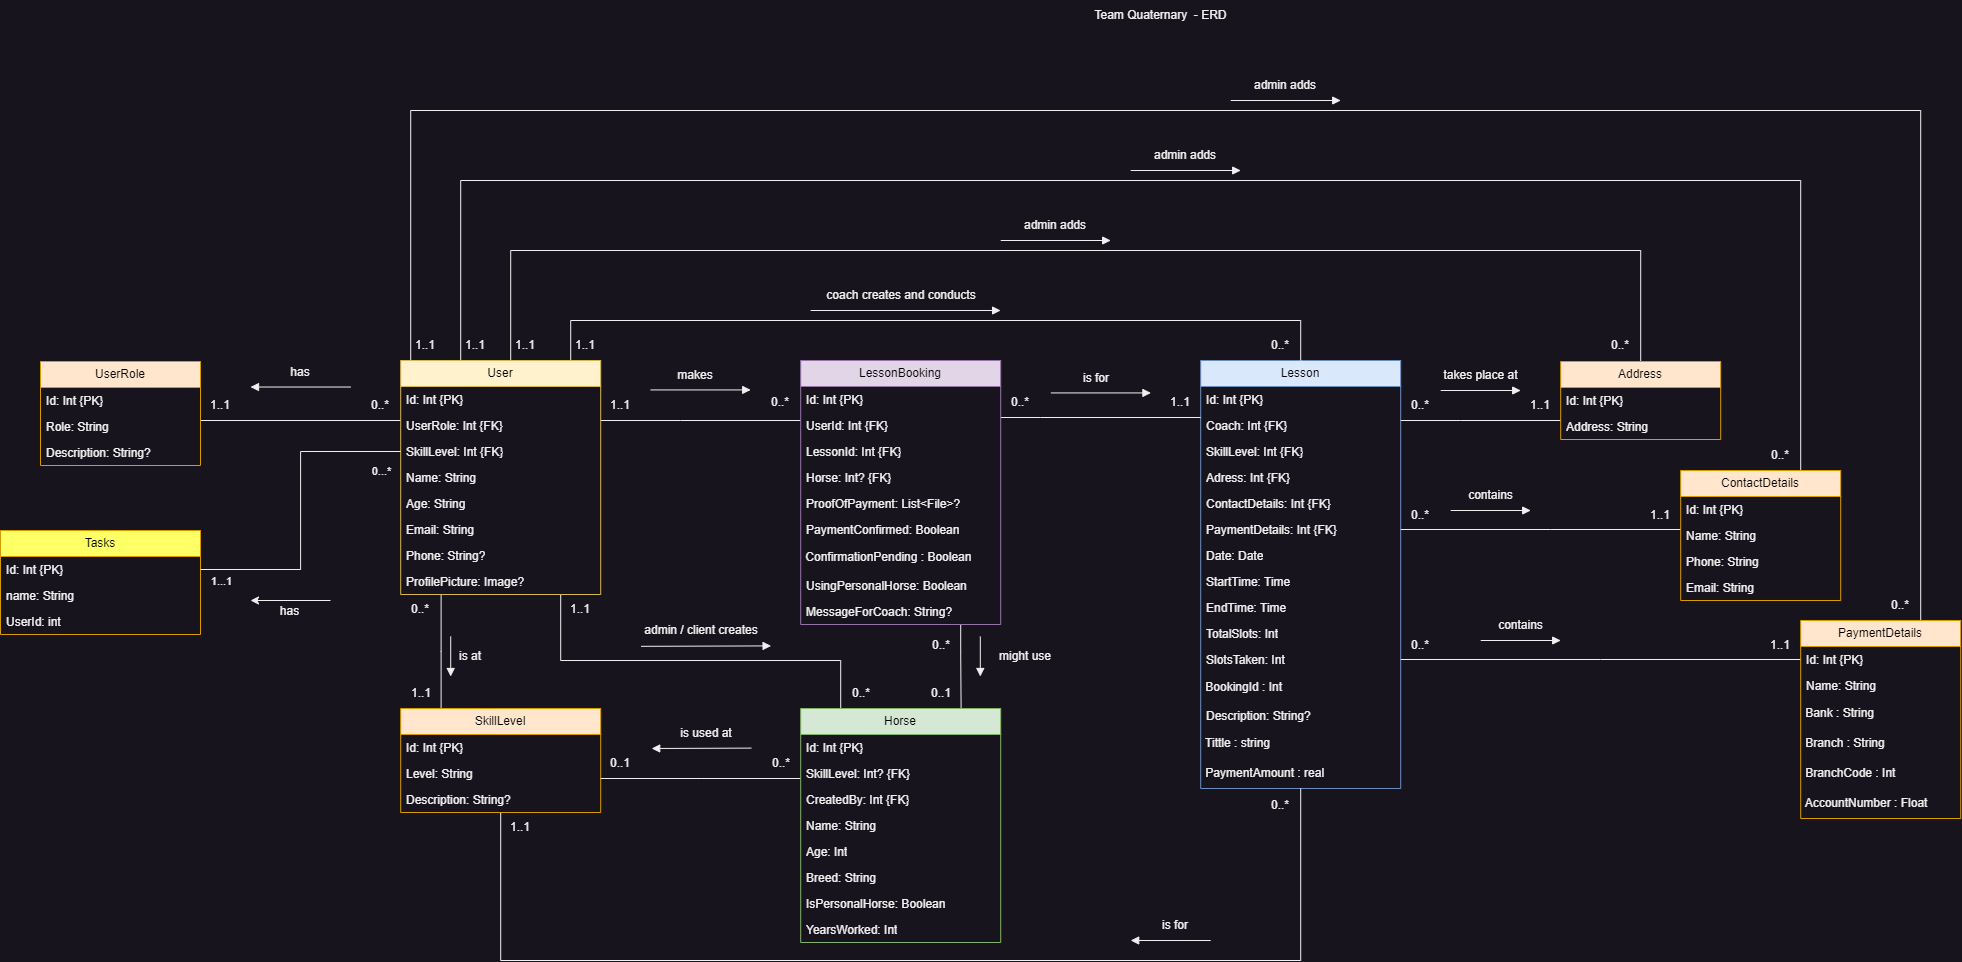 Team Quaternary  - ERD
admin adds
admin adds
admin adds
coach creates and conducts
1..1
1..1
1..1
1..1
0..*
0..*
UserRole
Id: Int {PK}
Role: String
Description: String?
has
1..1
0..*
Tasks
Id: Int {PK}
name: String
UserId: int
0...*
1...1
has
User
Id: Int {PK}
UserRole: Int {FK}
SkillLevel: Int {FK}
Name: String
Age: String
Email: String
Phone: String?
ProfilePicture: Image?
makes
1..1
0..*
LessonBooking
Id: Int {PK}
UserId: Int {FK}
LessonId: Int {FK}
Horse: Int? {FK}
ProofOfPayment: List<File>?
PaymentConfirmed: Boolean
ConfirmationPending : Boolean
UsingPersonalHorse: Boolean
MessageForCoach: String?
is for
0..*
1..1
Lesson
Id: Int {PK}
Coach: Int {FK}
SkillLevel: Int {FK}
Adress: Int {FK}
ContactDetails: Int {FK}
PaymentDetails: Int {FK}
Date: Date
StartTime: Time
EndTime: Time
TotalSlots: Int
SlotsTaken: Int
BookingId : Int
Description: String?
Tittle : string
PaymentAmount : real
takes place at
0..*
1..1
Address
Id: Int {PK}
Address: String
0..*
contains
0..*
1..1
ContactDetails
Id: Int {PK}
Name: String
Phone: String
Email: String
0..*
contains
0..*
1..1
PaymentDetails
Id: Int {PK}
Name: String
Bank : String
Branch : String
BranchCode : Int
AccountNumber : Float
0..*
is at
1..1
1..1
admin / client creates
0..*
0..*
might use
0..1
SkillLevel
Id: Int {PK}
Level: String
Description: String?
is used at
0..1
0..*
Horse
Id: Int {PK}
SkillLevel: Int? {FK}
CreatedBy: Int {FK}
Name: String
Age: Int
Breed: String
IsPersonalHorse: Boolean
YearsWorked: Int
1..1
0..*
is for